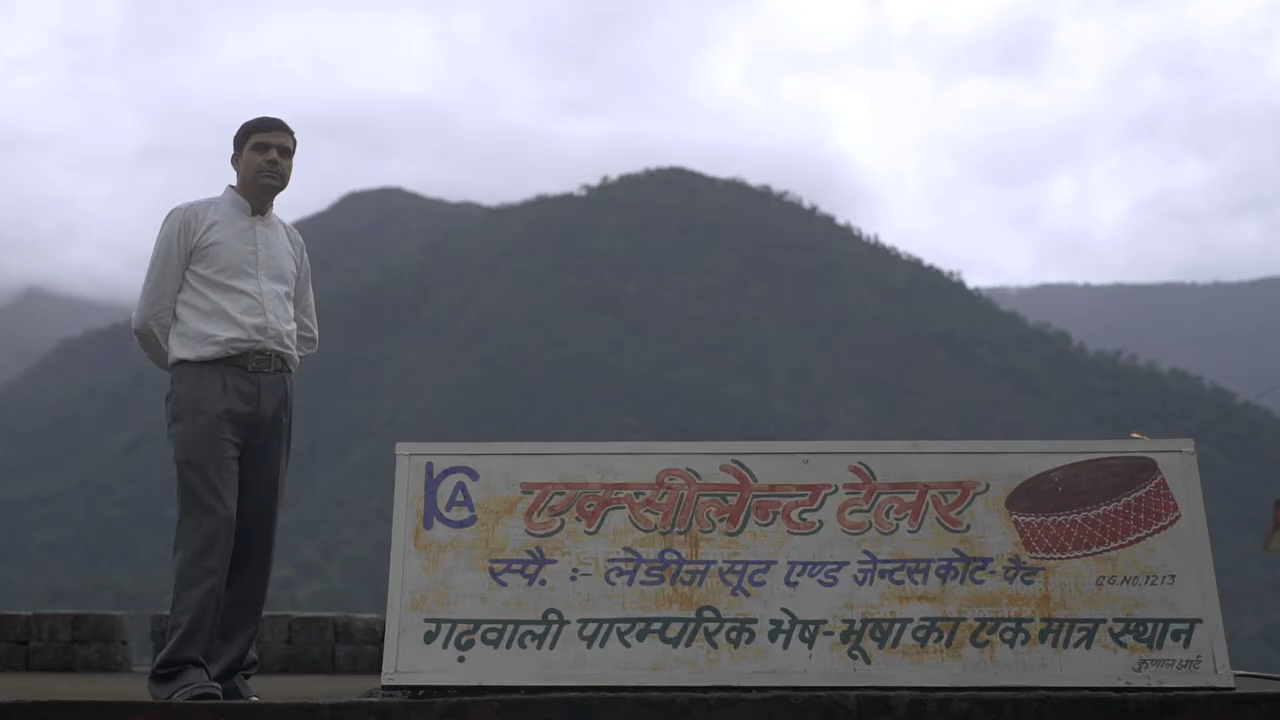 KCA
एक्सीलेन्ट टेलर
स्पै. :- लेडीज सूट एण्ड जेन्टस कोट-पैंट
C.G.NO.1213
गढ़वाली पारम्परिक भेष-भूषा का एक मात्र स्थान
कुणाल आर्ट